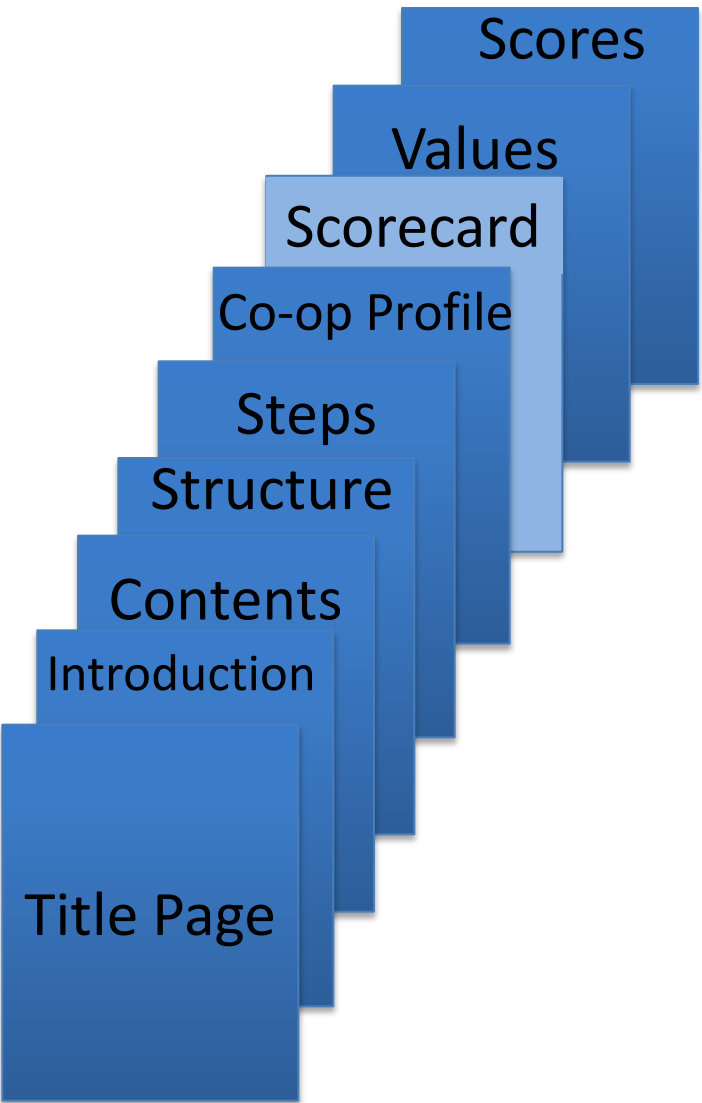 Scores
Values
Scorecard
Co-op Profile
Steps
Structure
Contents
Introduction
Title Page